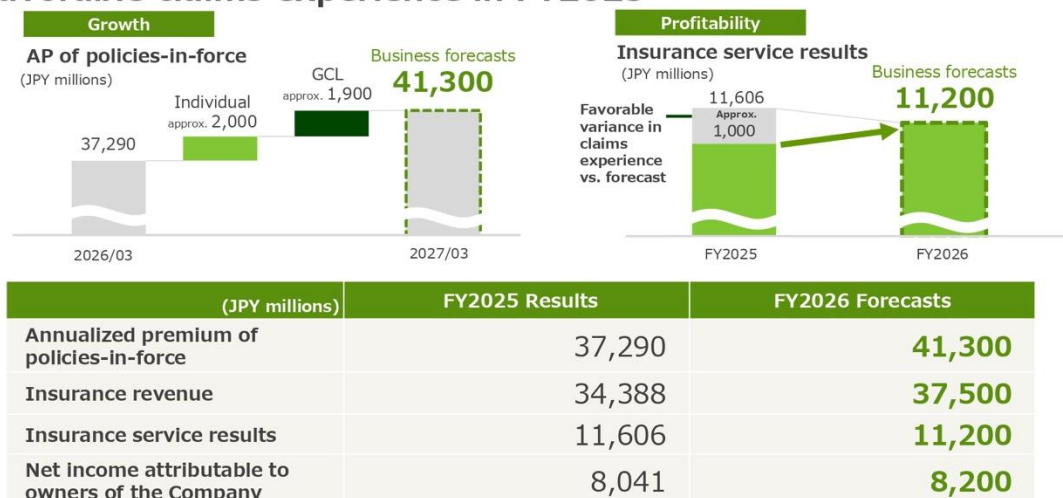 Growth
AP of policies-in-force
(JPY millions)
37,290
Individual
approx. 2,000
GCL
approx. 1,900
Business forecasts
41,300
2026/03
2027/03
Profitability
Insurance service results
(JPY millions)
Favorable
variance in
claims
experience
vs. forecast
11,606
Approx.
1,000
Business forecasts
11,200
FY2025
FY2026
(JPY millions) FY2025 Results FY2026 Forecasts
Annualized premium of
policies-in-force 37,290 41,300
Insurance revenue 34,388 37,500
Insurance service results 11,606 11,200
Net income attributable to
owners of the Company 8,041 8,200